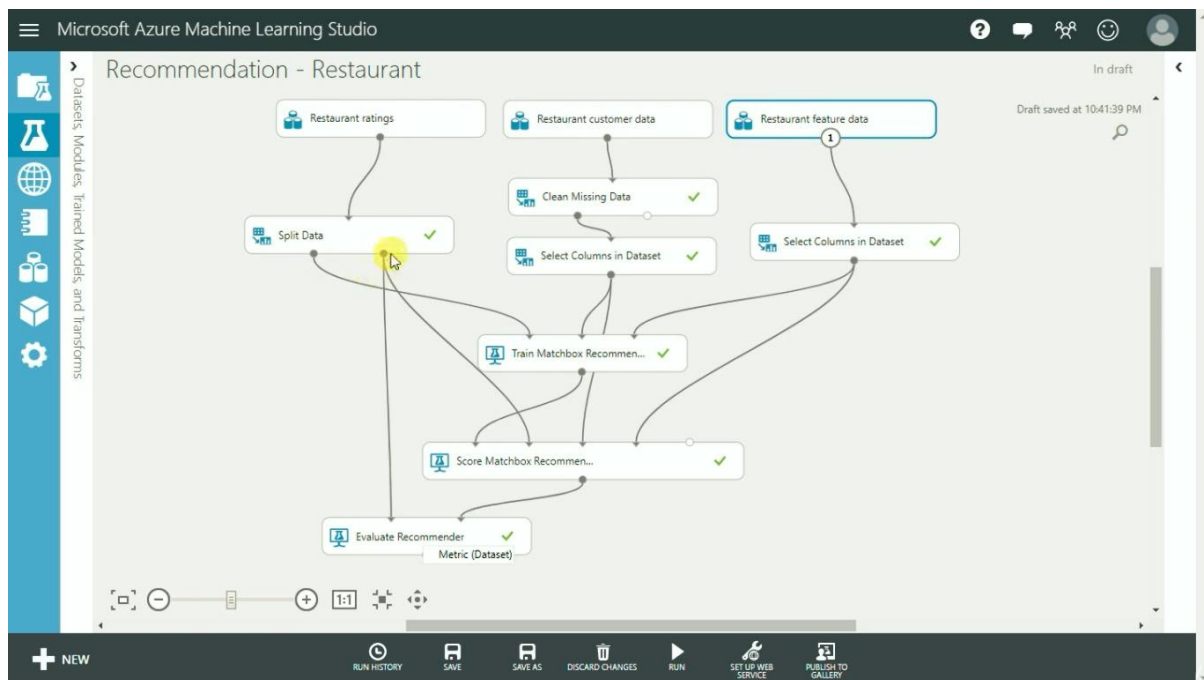 Microsoft Azure Machine Learning Studio
Recommendation - Restaurant
In draft
Draft saved at 10:41:39 PM
Datasets, Modules, Trained Models, and Transforms
Restaurant ratings
Restaurant customer data
Restaurant feature data
1
Clean Missing Data
Split Data
Select Columns in Dataset
Select Columns in Dataset
Train Matchbox Recommen...
Score Matchbox Recommen...
Evaluate Recommender
Metric (Dataset)
1:1
NEW
RUN HISTORY
SAVE
SAVE AS
DISCARD CHANGES
RUN
SET UP WEB
SERVICE
PUBLISH TO
GALLERY